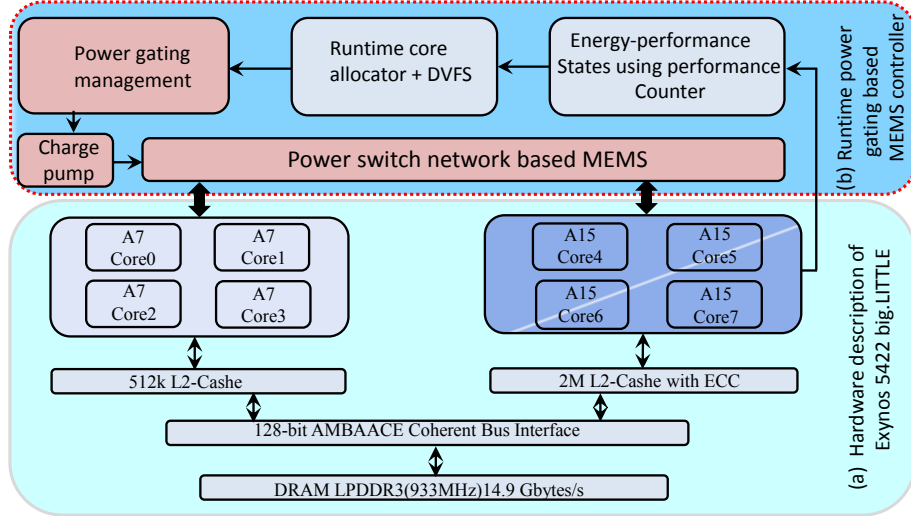 Power gating
management
Runtime core
allocator + DVFS
Energy-performance
States using performance
Counter
Charge
pump
Power switch network based MEMS
(b) Runtime power
gating based
MEMS controller
A7
Core0
A7
Core1
A7
Core2
A7
Core3
A15
Core4
A15
Core5
A15
Core6
A15
Core7
512k L2-Cashe
2M L2-Cashe with ECC
128-bit AMBAACE Coherent Bus Interface
DRAM LPDDR3(933MHz)14.9 Gbytes/s
(a) Hardware description of
Exynos 5422 big.LITTLE